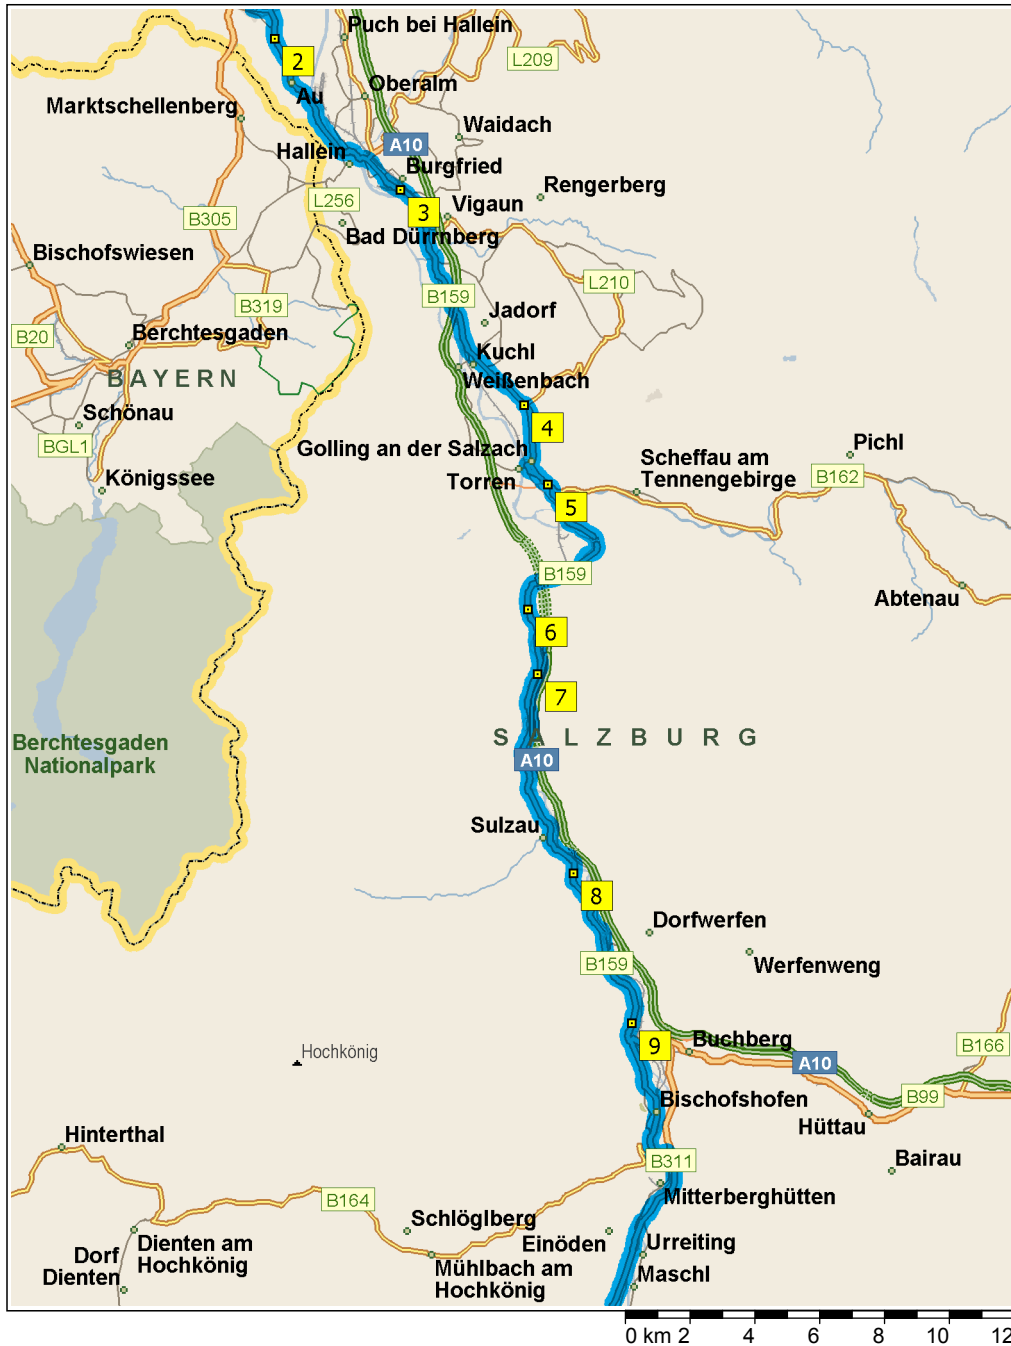 Puch bei Hallein
2
L209
Oberalm
Au
Marktschellenberg
Waidach
A10
Hallein
Burgfried
Rengerberg
L256
Vigaun
3
B305
Bad Dürrnberg
Bischofswiesen
L210
B159
B319
Jadorf
B20
Berchtesgaden
Kuchl
BAYERN
Weißenbach
Schönau
4
BGL1
Golling an der Salzach
Pichl
Scheffau am
Tennengebirge
B162
Königssee
Torren
5
B159
Abtenau
6
7
Berchtesgaden
Nationalpark
SALZBURG
A10
Sulzau
8
Dorfwerfen
B159
Werfenweng
9
Buchberg
B166
Hochkönig
A10
B99
Bischofshofen
Hüttau
Hinterthal
B311
Bairau
B164
Mitterberghütten
Schlöglberg
Dienten am
Hochkönig
Einöden
Urreiting
Dorf
Dienten
Mühlbach am
Hochkönig
Maschl
0 km 2 4 6 8 10 12